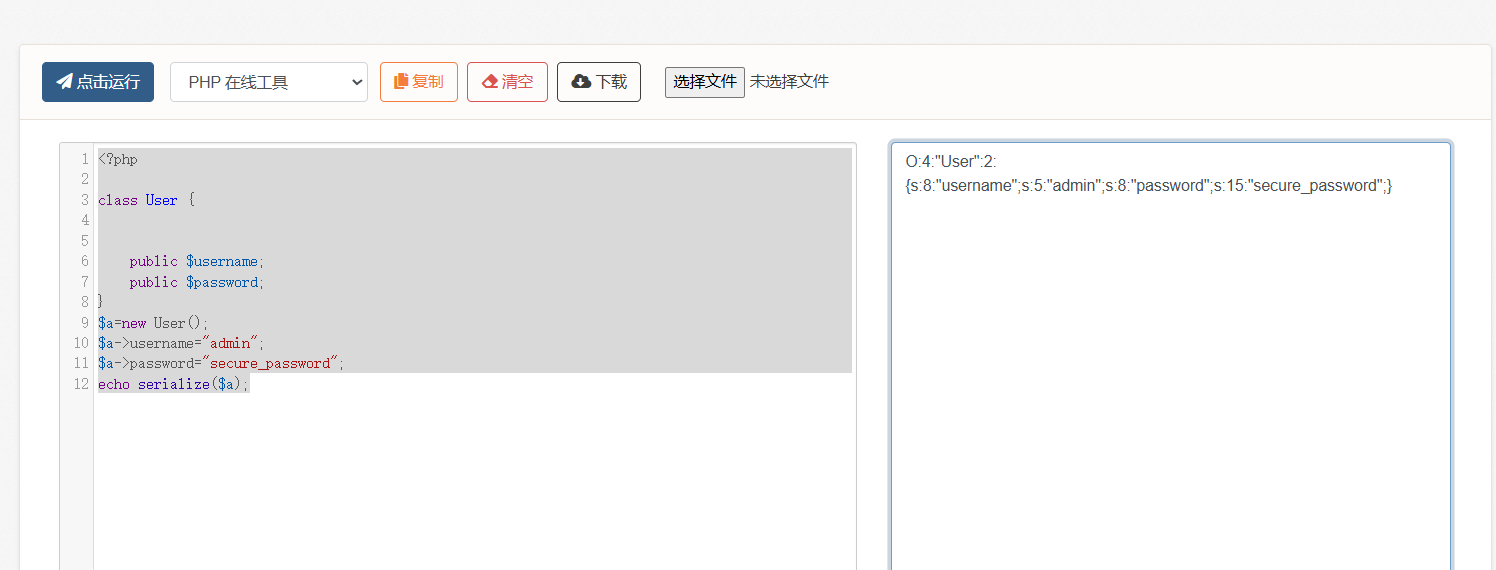 点击运行 PHP 在线工具 复制 清空 下载 选择文件 未选择文件
1 <?php
2
3 class User {
4
5
6 public $username;
7 public $password;
8 }
9 $a=new User();
10 $a->username="admin";
11 $a->password="secure_password";
12 echo serialize($a);
O:4:"User":2:
{s:8:"username";s:5:"admin";s:8:"password";s:15:"secure_password";}